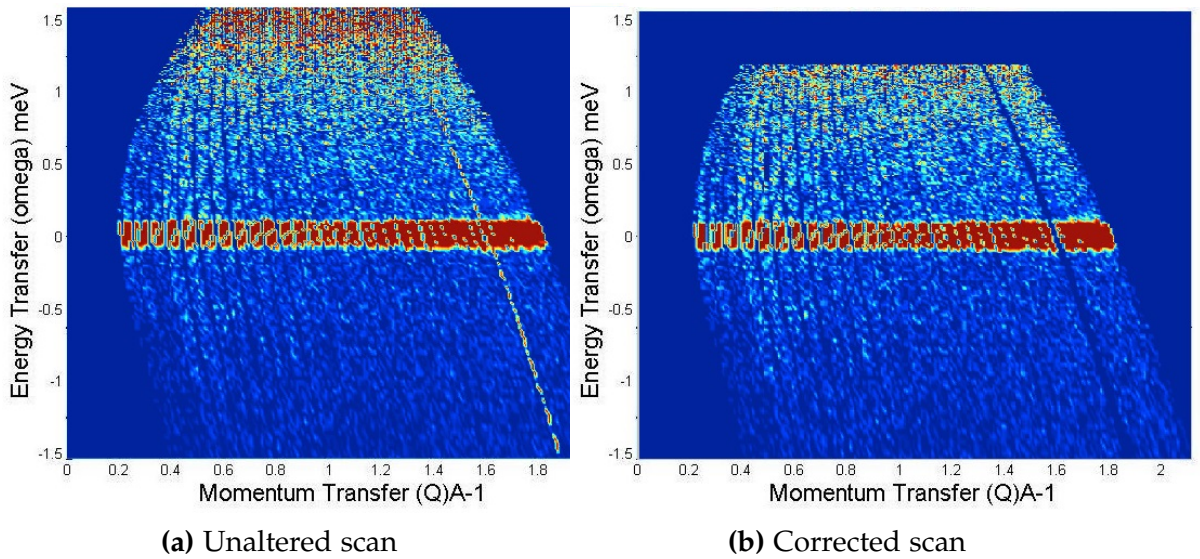 1.5
1
0.5
0
-0.5
-1
-1.5
Energy Transfer (omega) meV
0 0.2 0.4 0.6 0.8 1 1.2 1.4 1.6 1.8
Momentum Transfer (Q)A-1
(a) Unaltered scan
1.5
1
0.5
0
-0.5
-1
-1.5
Energy Transfer (omega) meV
0 0.2 0.4 0.6 0.8 1 1.2 1.4 1.6 1.8 2
Momentum Transfer (Q)A-1
(b) Corrected scan